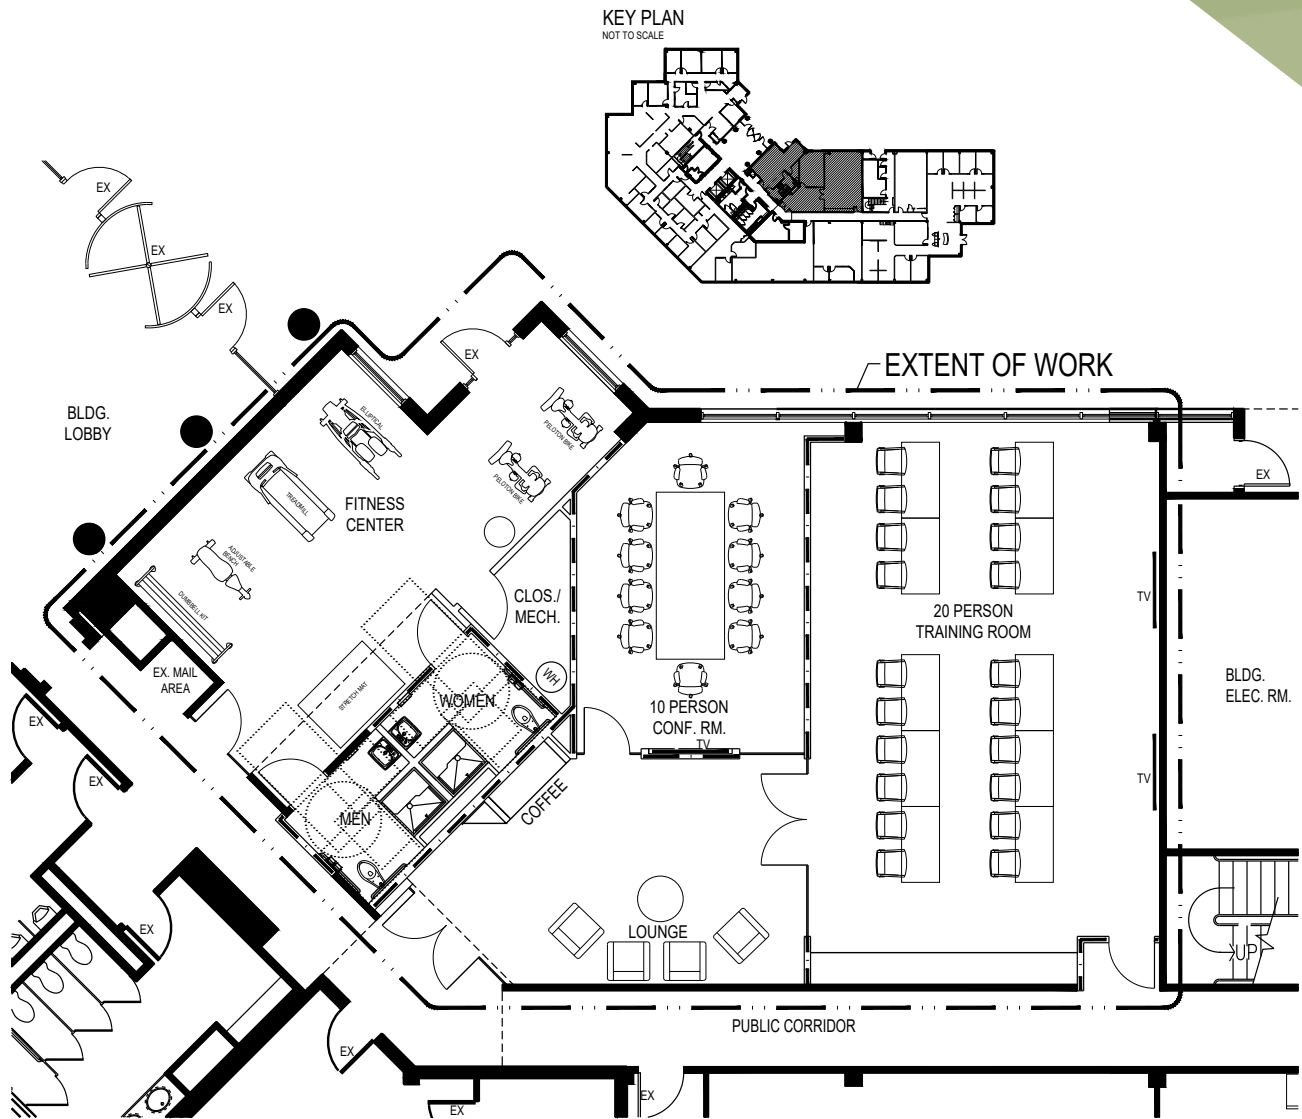 KEY PLAN
NOT TO SCALE
EX
EX
EX
EX
EXTENT OF WORK
BLDG.
LOBBY
ELLIPTICAL
PELOTON BIKE
PELOTON BIKE
TREADMILL
FITNESS
CENTER
EX
ADJUSTABLE
BENCH
DUMBBELL KIT
CLOS./
MECH.
TV
20 PERSON
TRAINING ROOM
EX. MAIL
AREA
WH
STRETCH MAT
WOMEN
10 PERSON
CONF. RM.
TV
BLDG.
ELEC. RM.
EX
EX
TV
COFFEE
MEN
EX
LOUNGE
UP
PUBLIC CORRIDOR
EX
EX
EX